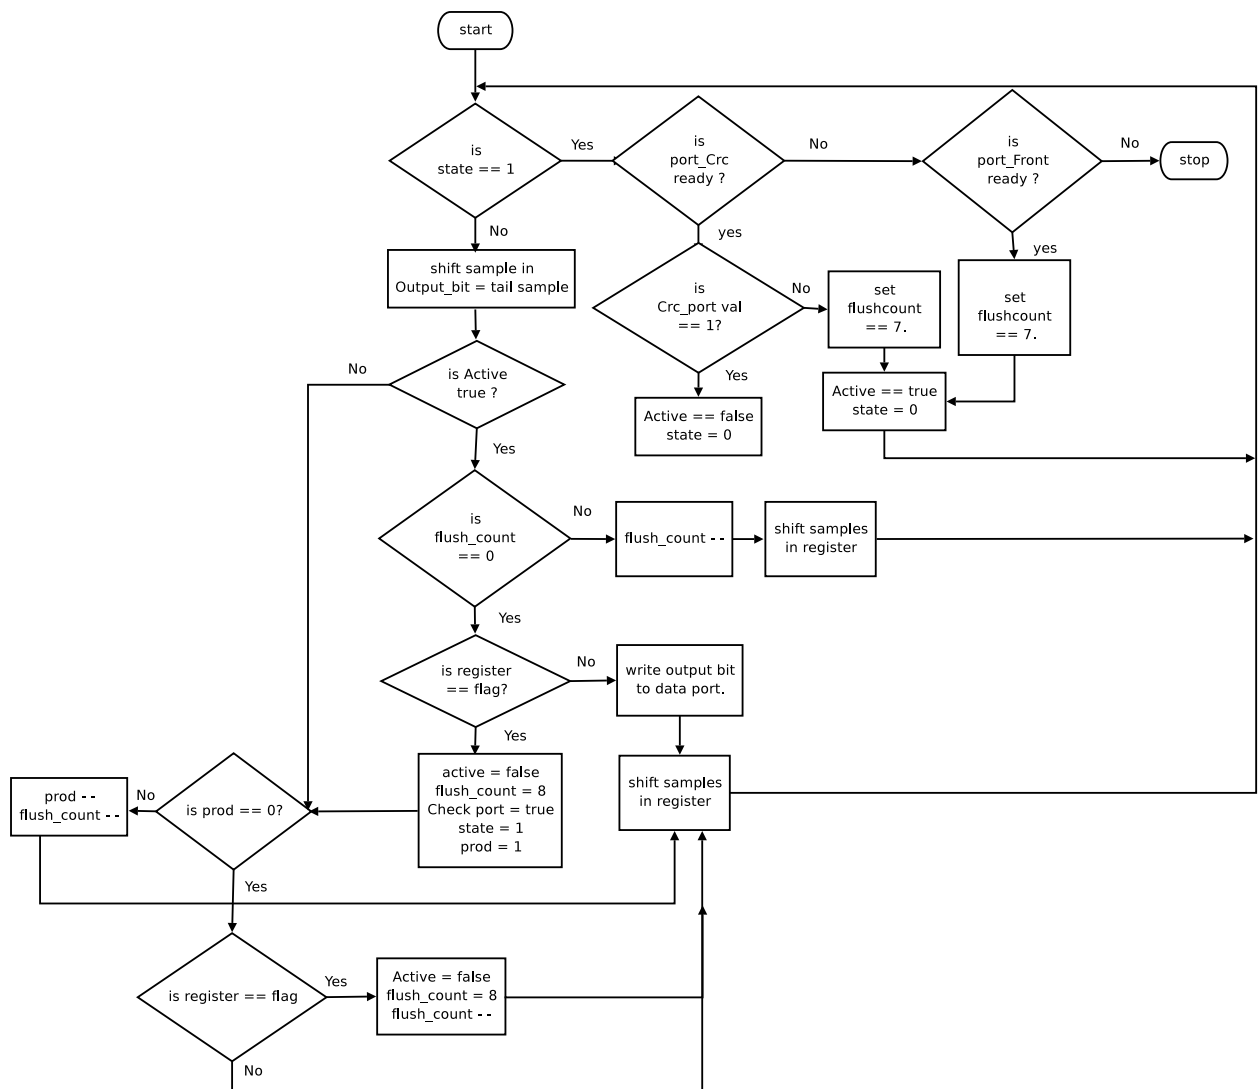 start
is
state == 1
Yes
is
port_Crc
ready ?
No
is
port_Front
ready ?
No
stop
No
yes
yes
shift sample in
Output_bit = tail sample
is
Crc_port val
== 1?
No
set
flushcount
== 7.
set
flushcount
== 7.
No
is Active
true ?
Yes
Active == false
state = 0
Active == true
state = 0
Yes
is
flush_count
== 0
No
flush_count - -
shift samples
in register
Yes
is register
== flag?
No
write output bit
to data port.
Yes
prod - -
flush_count - -
No
is prod == 0?
active = false
flush_count = 8
Check port = true
state = 1
prod = 1
shift samples
in register
Yes
is register == flag
Yes
Active = false
flush_count = 8
flush_count - -
No